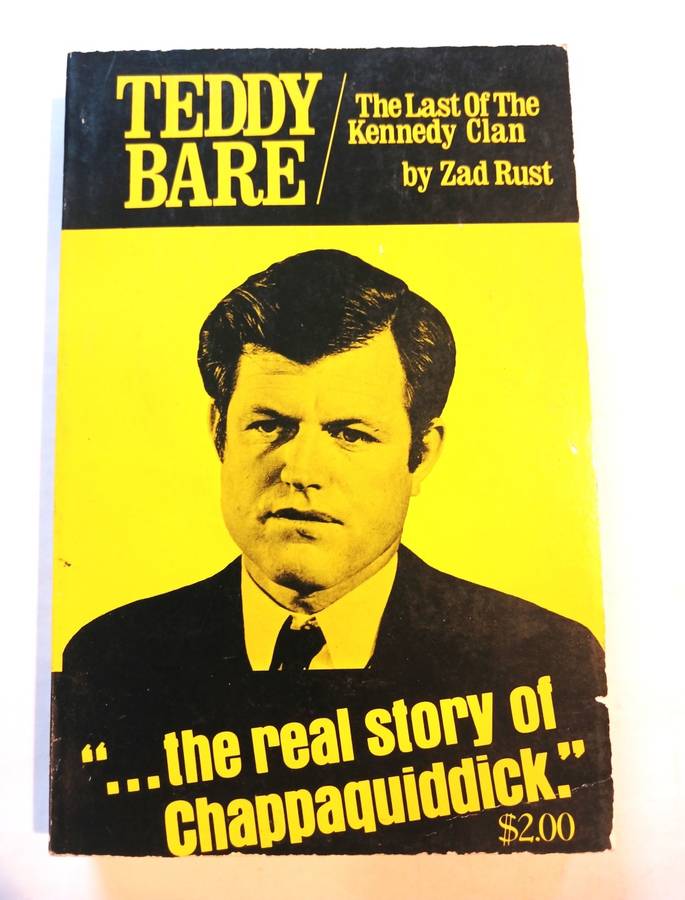 TEDDY
BARE
The Last Of The
Kennedy Clan
by Zad Rust
“...the real story of
Chappaquiddick.”
$2.00